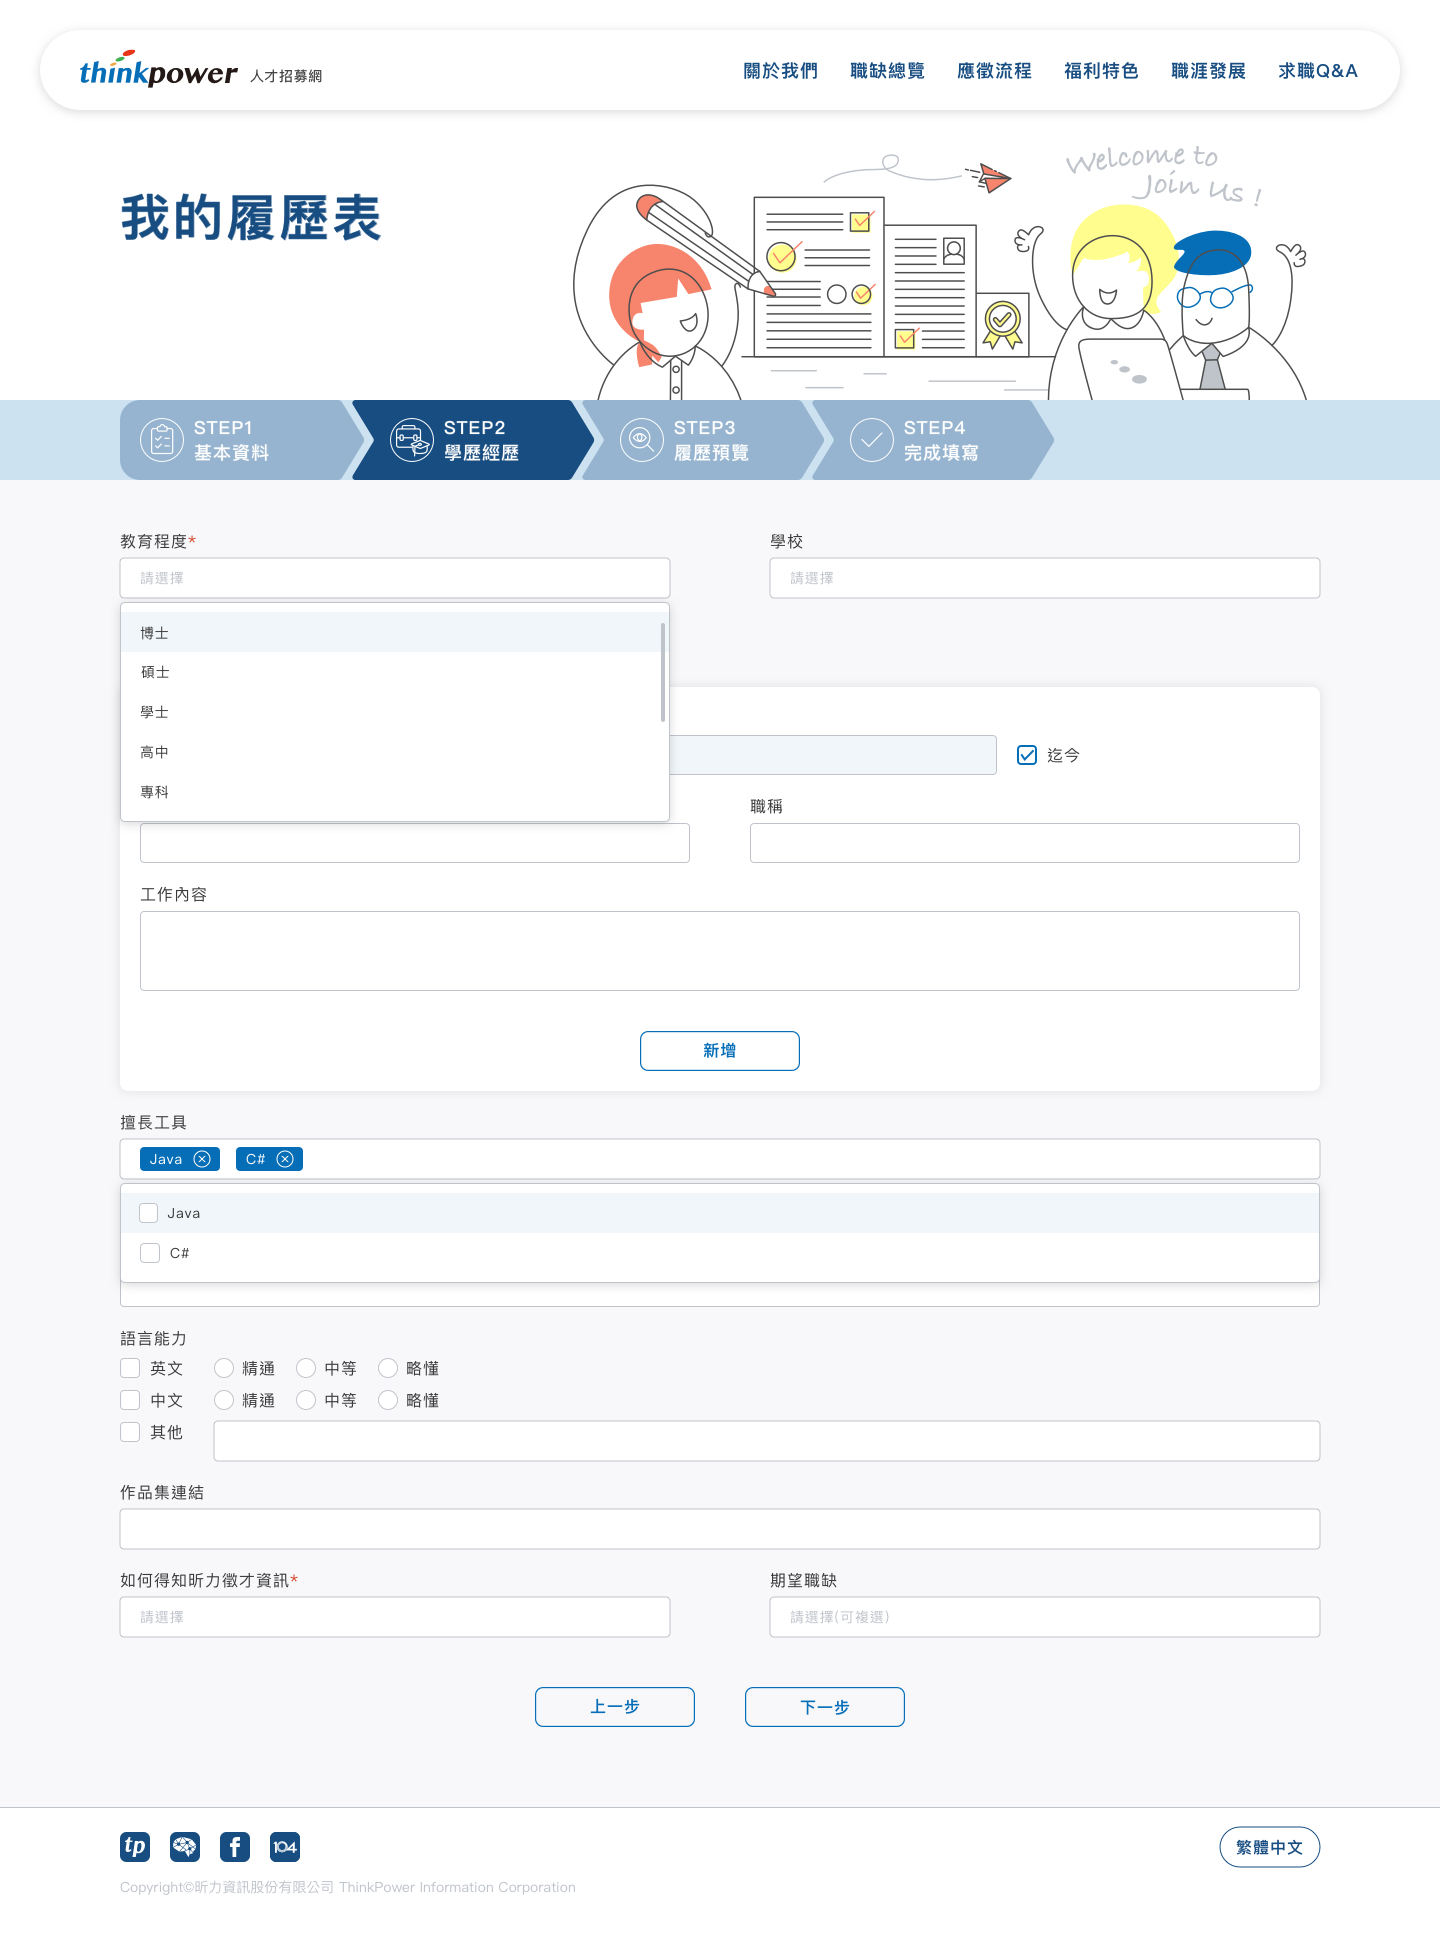 thinkpower 人才招募網
關於我們 職缺總覽 應徵流程 福利特色 職涯發展 求職Q&A
Welcome to
Join Us !
我的履歷表
STEP1
基本資料
STEP2
學歷經歷
STEP3
履歷預覽
STEP4
完成填寫
教育程度*
請選擇
學校
請選擇
博士
碩士
學士
高中
專科
迄今
職稱
工作內容
新增
擅長工具
Java C#
Java
C#
語言能力
英文 精通 中等 略懂
中文 精通 中等 略懂
其他
作品集連結
如何得知昕力徵才資訊*
請選擇
期望職缺
請選擇(可複選)
上一步 下一步
tp f 104
繁體中文
Copyright©昕力資訊股份有限公司 ThinkPower Information Corporation